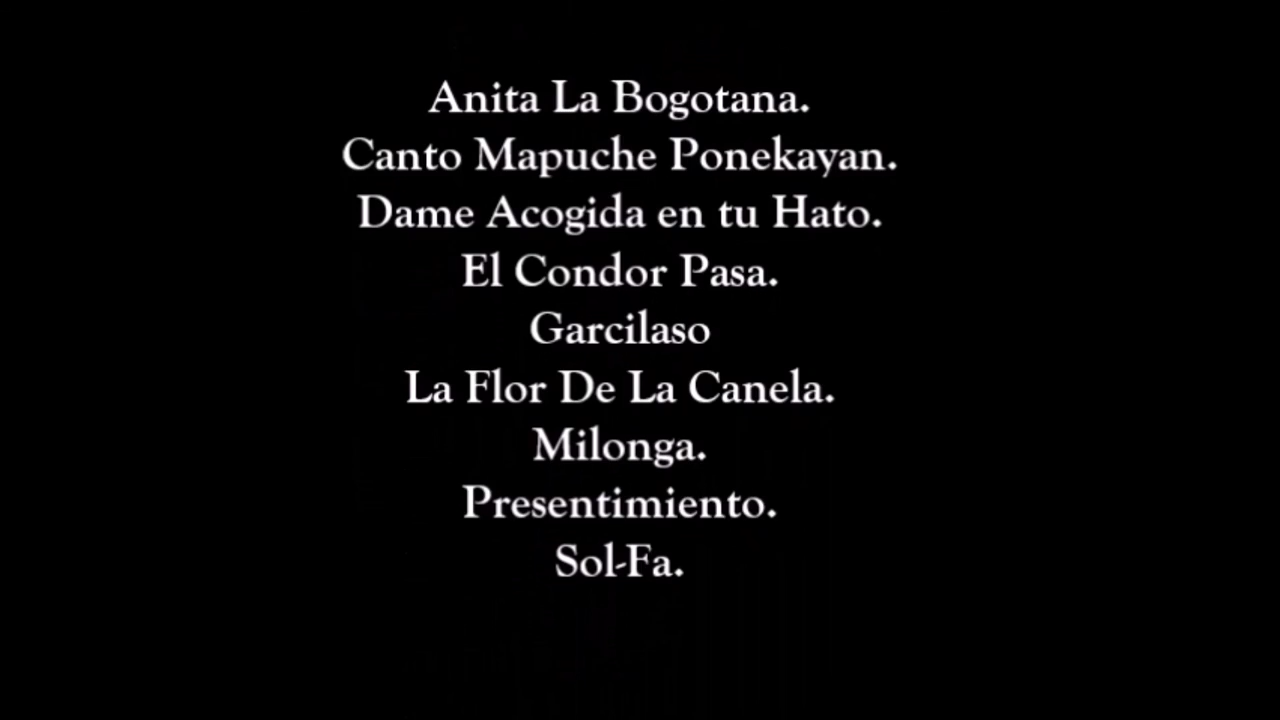 Anita La Bogotana.
Canto Mapuche Ponekayan.
Dame Acogida en tu Hato.
El Condor Pasa.
Garcilaso
La Flor De La Canela.
Milonga.
Presentimiento.
Sol-Fa.